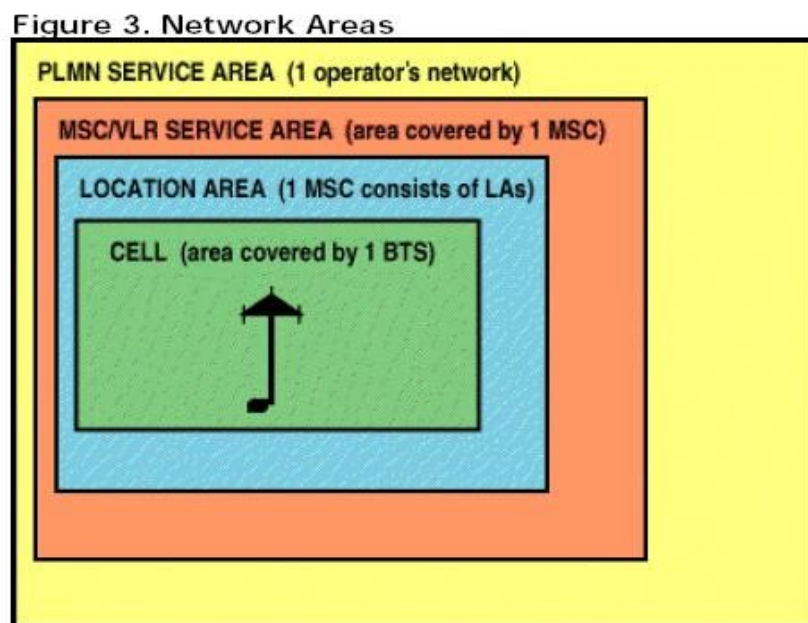 Figure 3. Network Areas
PLMN SERVICE AREA (1 operator's network)
MSC/VLR SERVICE AREA (area covered by 1 MSC)
LOCATION AREA (1 MSC consists of LAs)
CELL (area covered by 1 BTS)